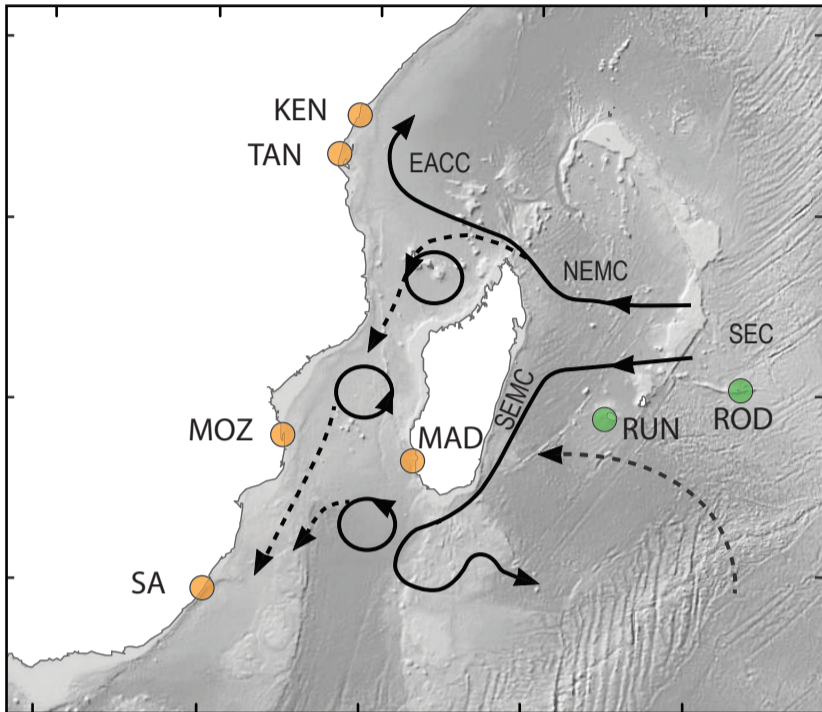 KEN
TAN
EACC
NEMC
SEC
SEMC
MOZ
MAD
RUN
ROD
SA